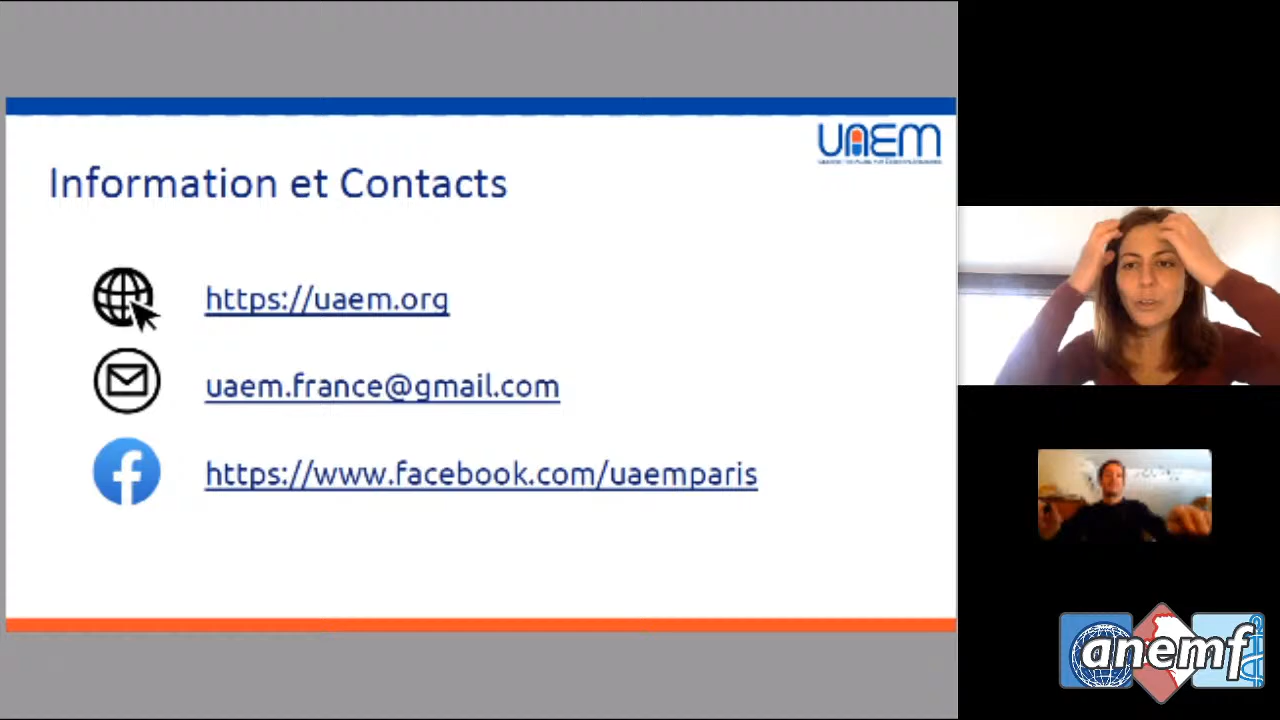 UAEM
Information et Contacts
https://uaem.org
uaem.france@gmail.com
https://www.facebook.com/uaemparis
anemf